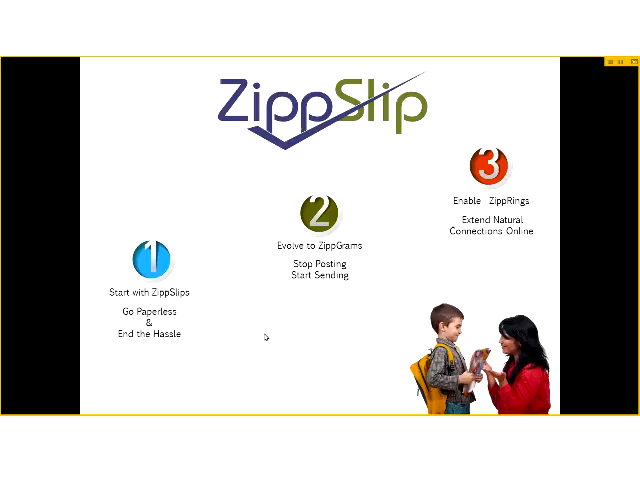 ZippSlip
1
Start with ZippSlips
Go Paperless
&
End the Hassle
2
Evolve to ZippGrams
Stop Posting
Start Sending
3
Enable ZippRings
Extend Natural
Connections Online